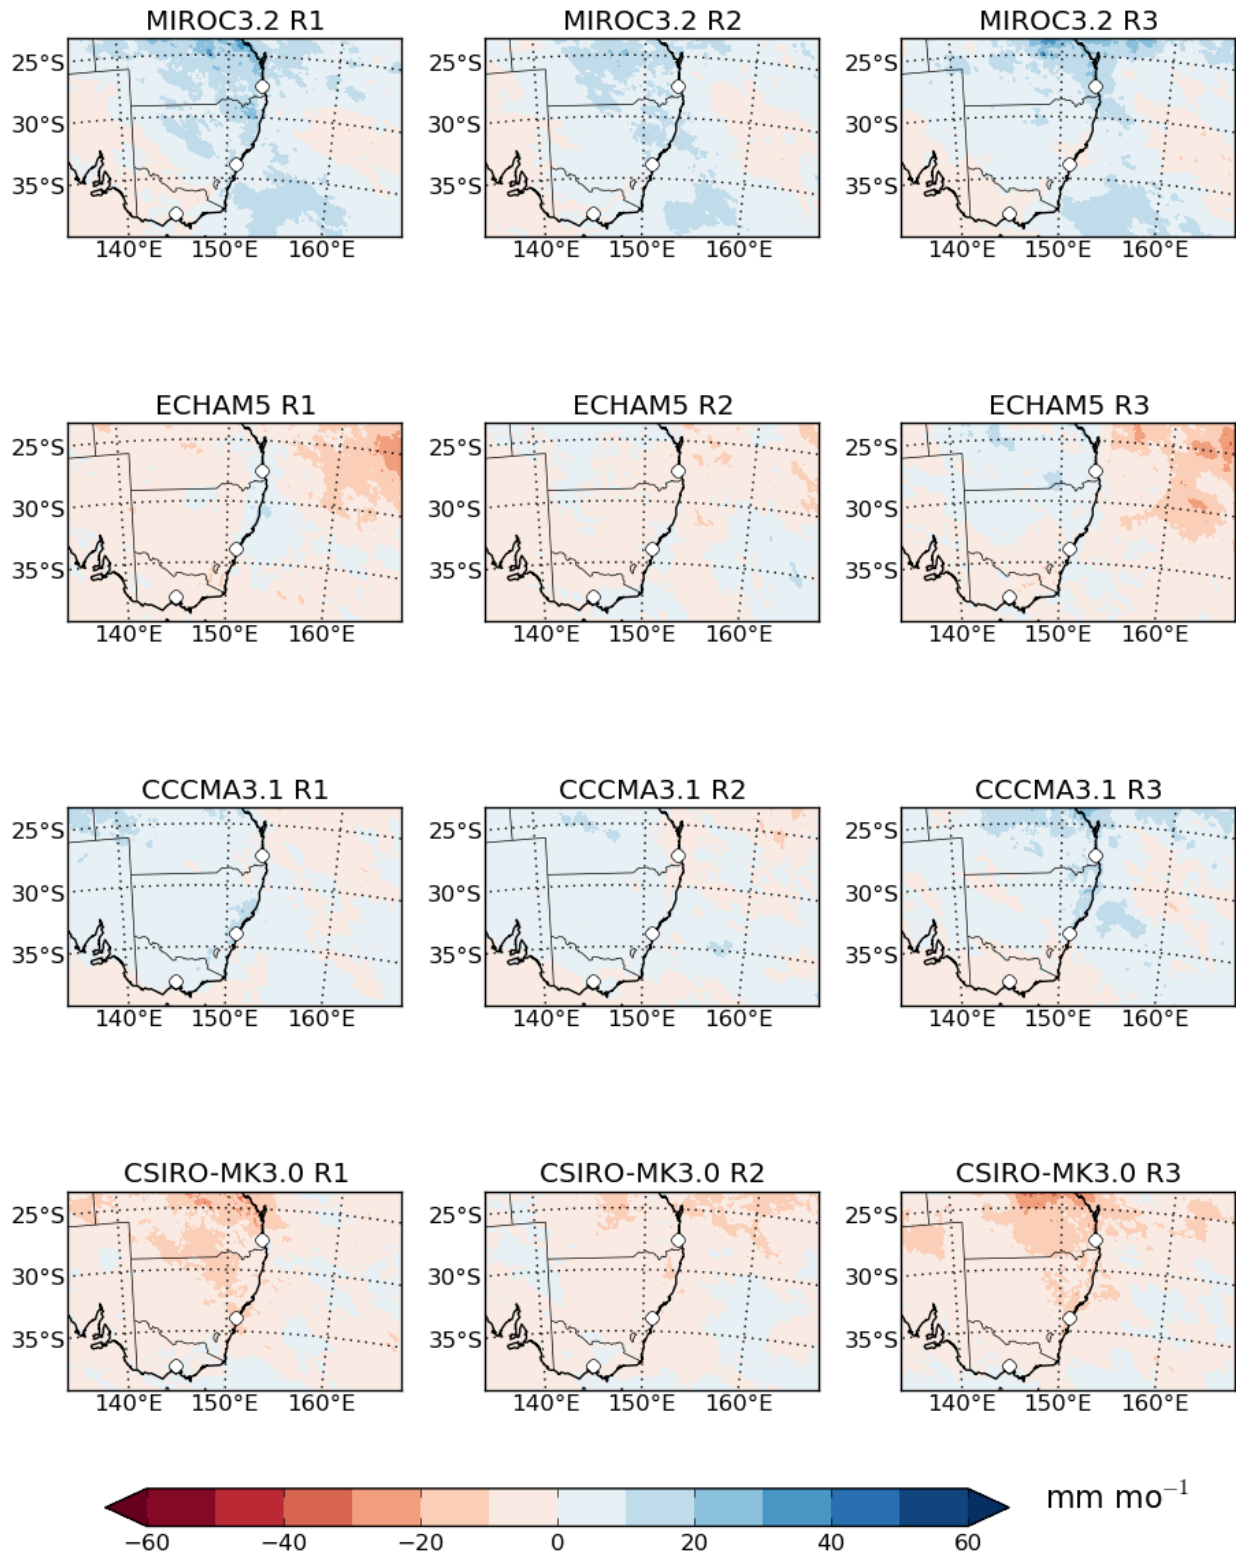 MIROC3.2 R1 MIROC3.2 R2 MIROC3.2 R3
25°S 25°S 25°S
30°S 30°S 30°S
35°S 35°S 35°S
140°E 150°E 160°E 140°E 150°E 160°E 140°E 150°E 160°E
ECHAM5 R1 ECHAM5 R2 ECHAM5 R3
25°S 25°S 25°S
30°S 30°S 30°S
35°S 35°S 35°S
140°E 150°E 160°E 140°E 150°E 160°E 140°E 150°E 160°E
CCCMA3.1 R1 CCCMA3.1 R2 CCCMA3.1 R3
25°S 25°S 25°S
30°S 30°S 30°S
35°S 35°S 35°S
140°E 150°E 160°E 140°E 150°E 160°E 140°E 150°E 160°E
CSIRO-MK3.0 R1 CSIRO-MK3.0 R2 CSIRO-MK3.0 R3
25°S 25°S 25°S
30°S 30°S 30°S
35°S 35°S 35°S
140°E 150°E 160°E 140°E 150°E 160°E 140°E 150°E 160°E
mm mo⁻¹
−60 −40 −20 0 20 40 60